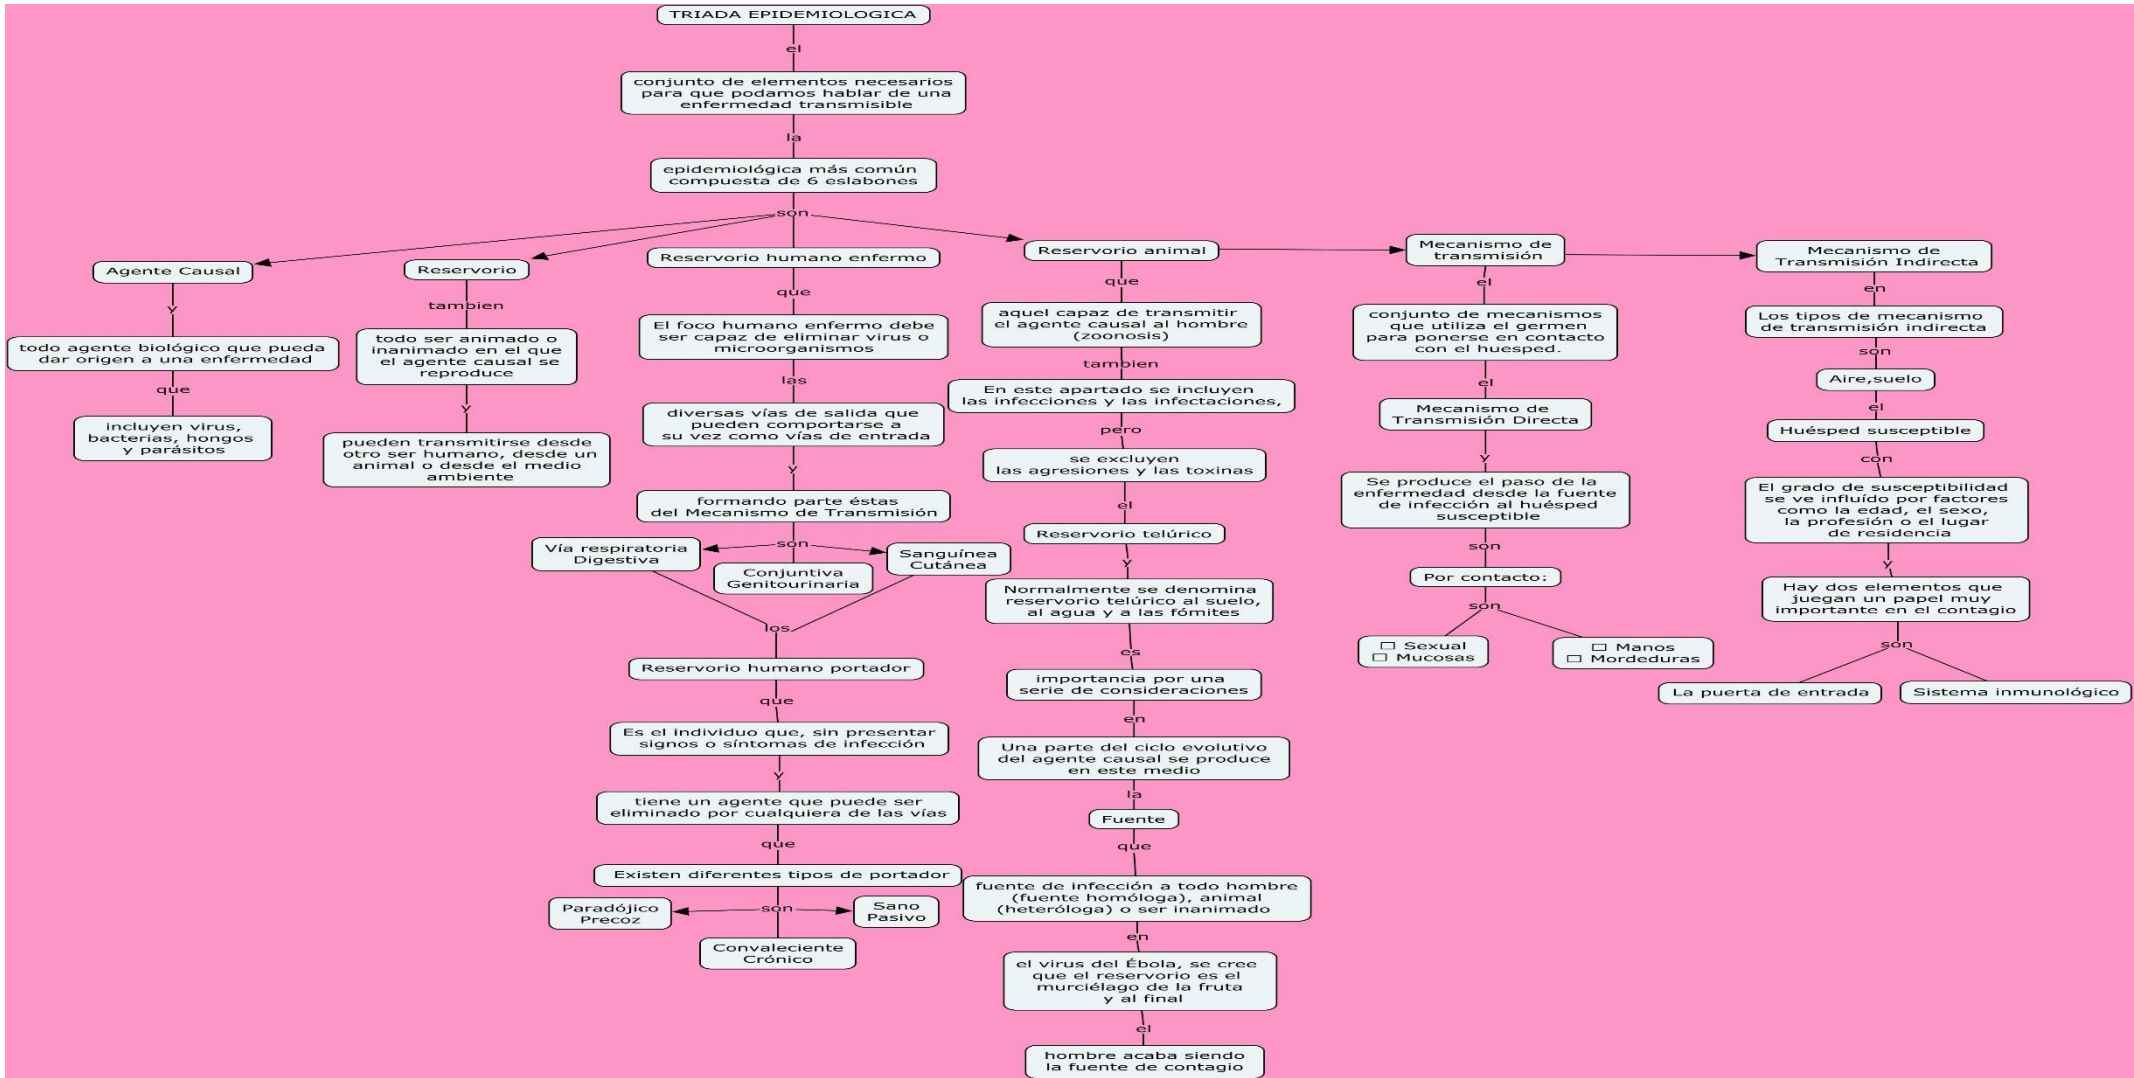 TRIADA EPIDEMIOLOGICA
el
conjunto de elementos necesarios
para que podamos hablar de una
enfermedad transmisible
la
epidemiológica más común
compuesta de 6 eslabones
son
Agente Causal
y
todo agente biológico que pueda
dar origen a una enfermedad
que
incluyen virus,
bacterias, hongos
y parásitos
Reservorio
tambien
todo ser animado o
inanimado en el que
el agente causal se
reproduce
y
pueden transmitirse desde
otro ser humano, desde un
animal o desde el medio
ambiente
Reservorio humano enfermo
que
El foco humano enfermo debe
ser capaz de eliminar virus o
microorganismos
las
diversas vías de salida que
pueden comportarse a
su vez como vías de entrada
y
formando parte éstas
del Mecanismo de Transmisión
son
Vía respiratoria
Digestiva
Conjuntiva
Genitourinaria
Sanguínea
Cutánea
los
Reservorio humano portador
que
Es el individuo que, sin presentar
signos o síntomas de infección
y
tiene un agente que puede ser
eliminado por cualquiera de las vías
que
Existen diferentes tipos de portador
son
Paradójico
Precoz
Convaleciente
Crónico
Sano
Pasivo
Reservorio animal
que
aquel capaz de transmitir
el agente causal al hombre
(zoonosis)
tambien
En este apartado se incluyen
las infecciones y las infectaciones,
pero
se excluyen
las agresiones y las toxinas
el
Reservorio telúrico
y
Normalmente se denomina
reservorio telúrico al suelo,
al agua y a las fómites
es
importancia por una
serie de consideraciones
en
Una parte del ciclo evolutivo
del agente causal se produce
en este medio
la
Fuente
que
fuente de infección a todo hombre
(fuente homóloga), animal
(heteróloga) o ser inanimado
en
el virus del Ébola, se cree
que el reservorio es el
murciélago de la fruta
y al final
el
hombre acaba siendo
la fuente de contagio
Mecanismo de
transmisión
el
conjunto de mecanismos
que utiliza el germen
para ponerse en contacto
con el huesped.
el
Mecanismo de
Transmisión Directa
y
Se produce el paso de la
enfermedad desde la fuente
de infección al huésped
susceptible
son
Por contacto:
son
□ Sexual
□ Mucosas
□ Manos
□ Mordeduras
Mecanismo de
Transmisión Indirecta
en
Los tipos de mecanismo
de transmisión indirecta
son
Aire,suelo
el
Huésped susceptible
con
El grado de susceptibilidad
se ve influído por factores
como la edad, el sexo,
la profesión o el lugar
de residencia
y
Hay dos elementos que
juegan un papel muy
importante en el contagio
son
La puerta de entrada
Sistema inmunológico